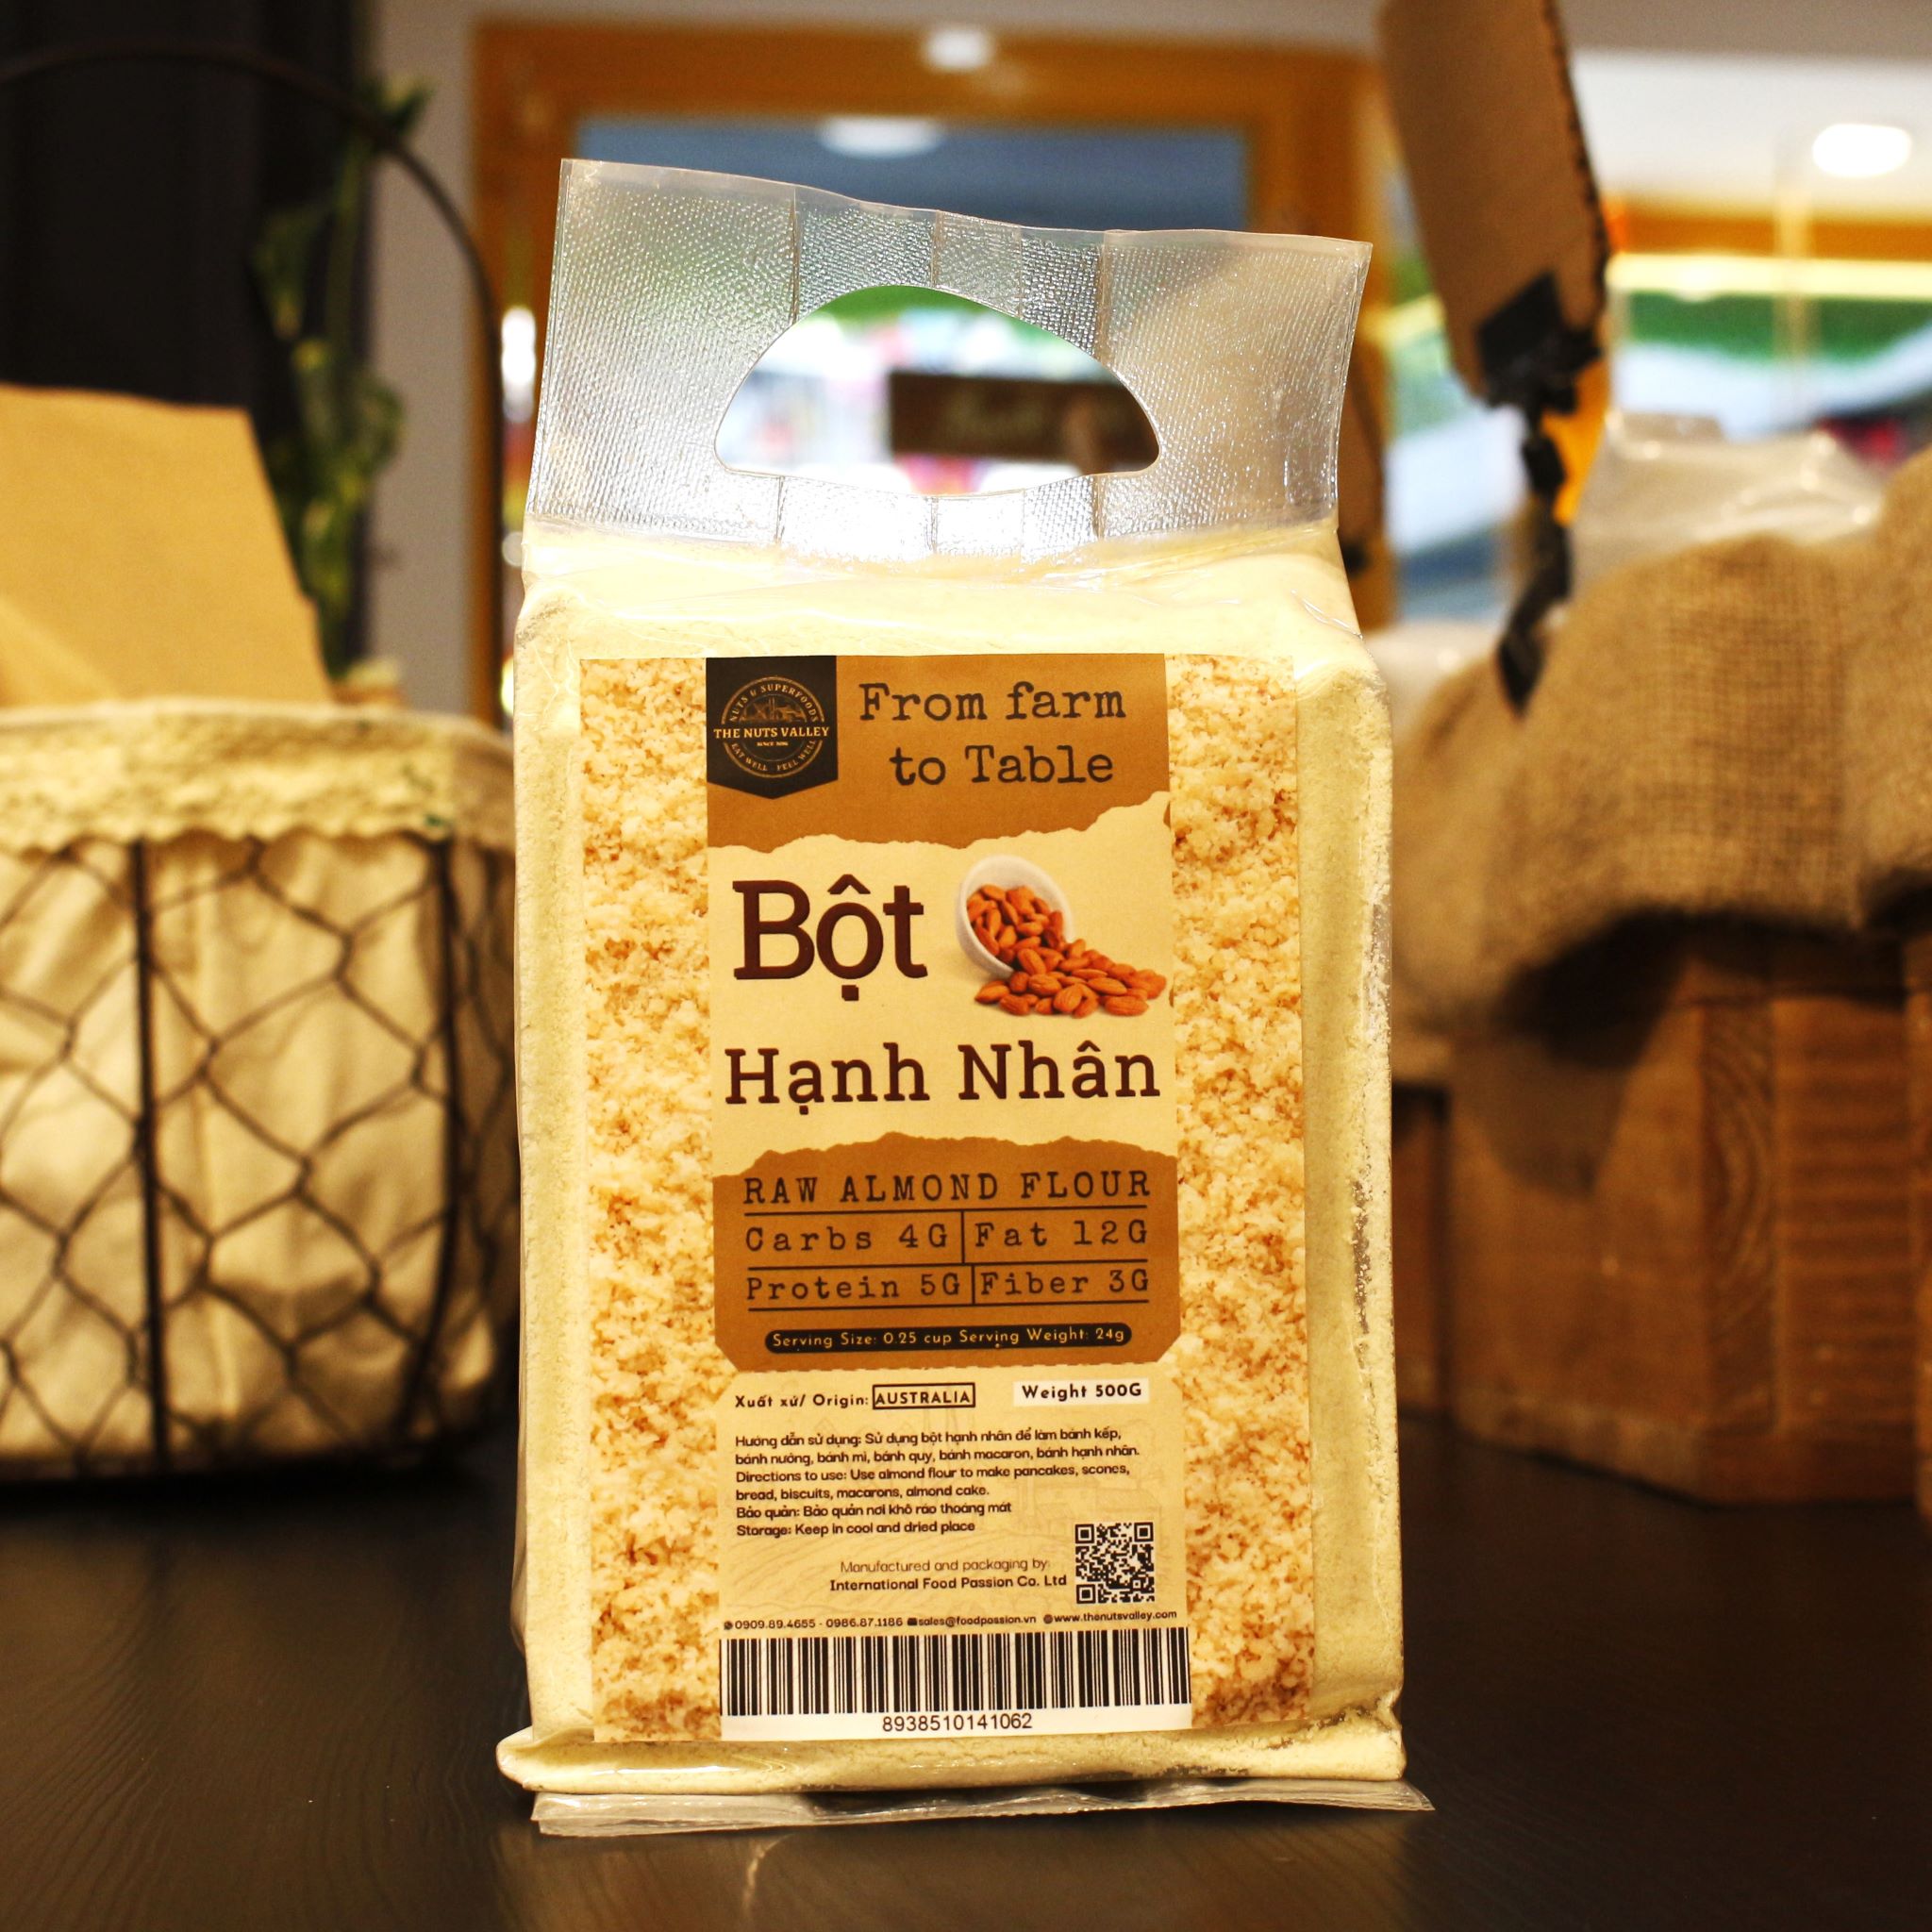 NUTS & SUPERFOODS
THE NUTS VALLEY
EAT WELL FEEL WELL
From farm
to Table
Bột
Hạnh Nhân
RAW ALMOND FLOUR
Carbs 4G Fat 12G
Protein 5G Fiber 3G
Serving Size: 0.25 cup Serving Weight: 24g
Xuất xứ/ Origin: AUSTRALIA Weight 500G
Hướng dẫn sử dụng: Sử dụng bột hạnh nhân để làm bánh kếp,
bánh nướng, bánh mì, bánh quy, bánh macaron, bánh hạnh nhân.
Directions to use: Use almond flour to make pancakes, scones,
bread, biscuits, macarons, almond cake.
Bảo quản: Bảo quản nơi khô ráo thoáng mát
Storage: Keep in cool and dried place
Manufactured and packaging by:
International Food Passion Co. Ltd
0909.89.4655 - 0986.87.1186 sales@foodpassion.vn www.thenutsvalley.com
8938510141062